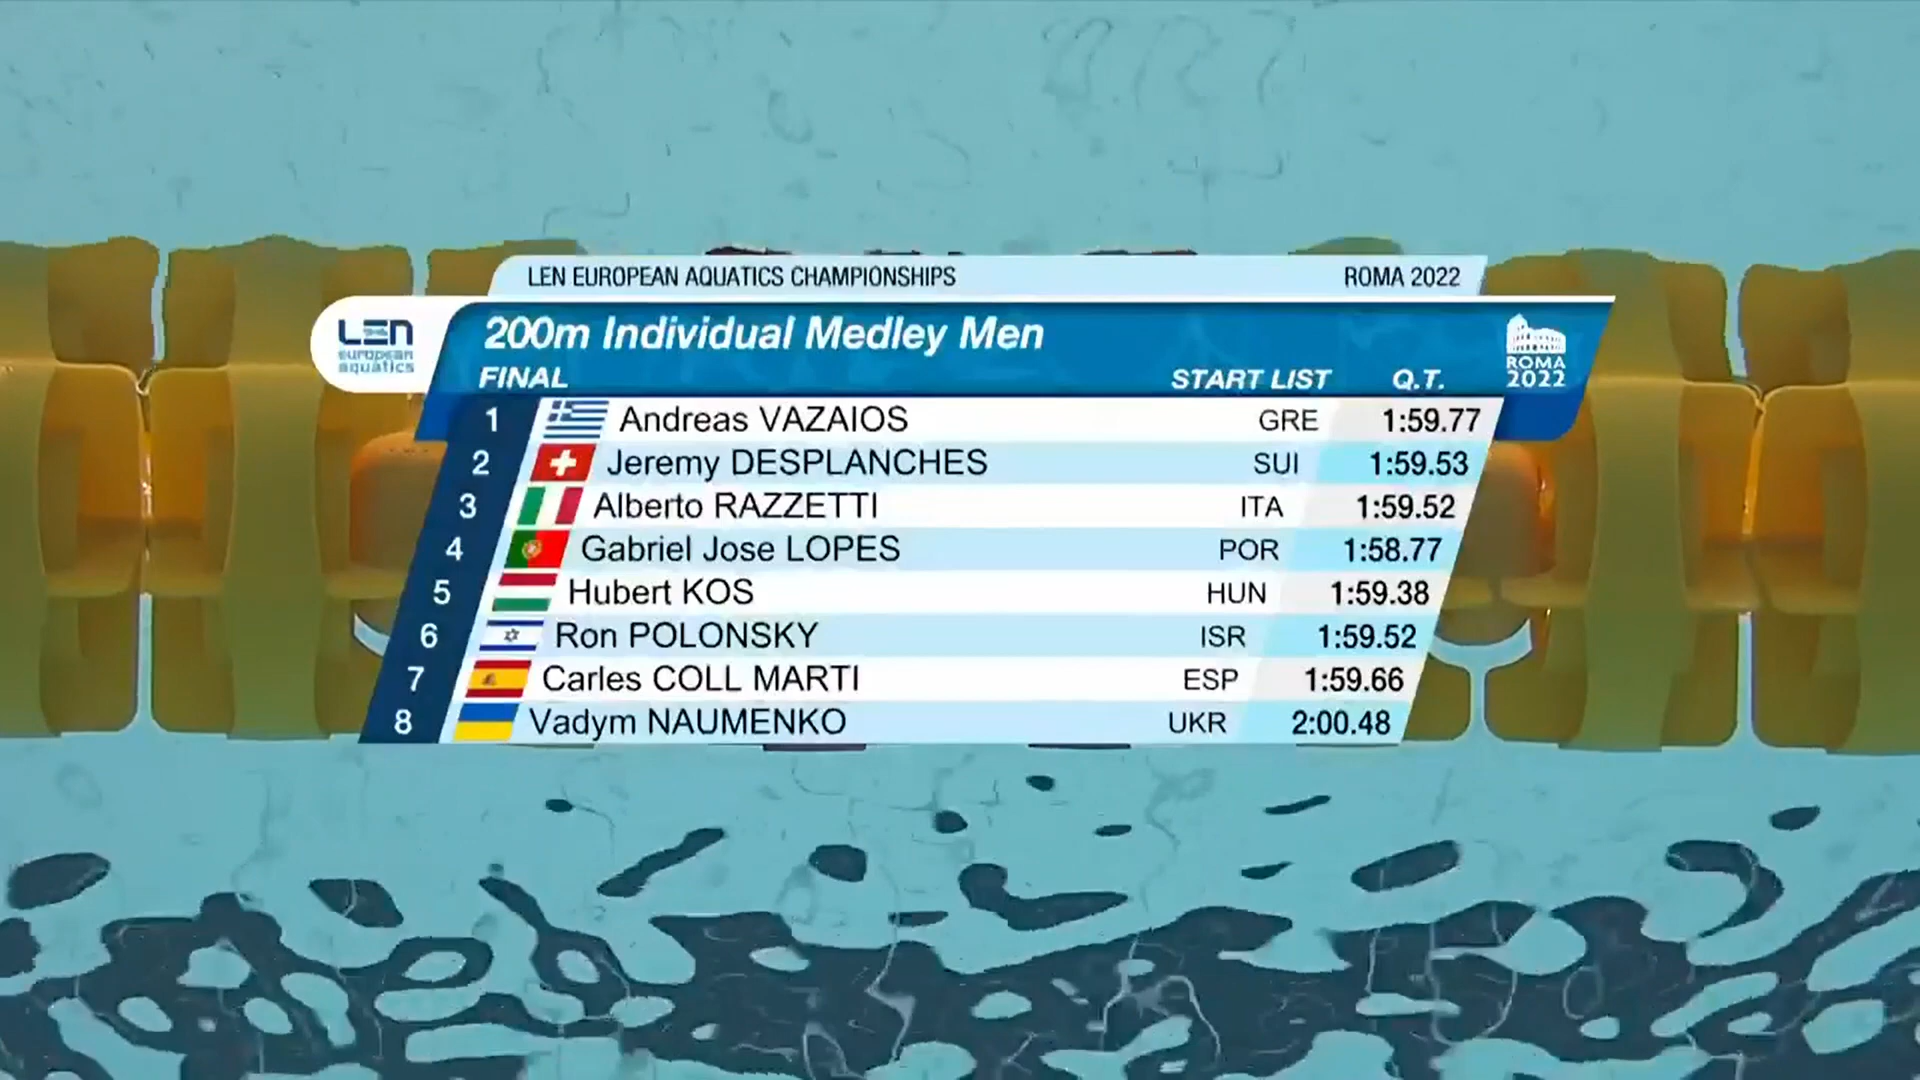 LEN EUROPEAN AQUATICS CHAMPIONSHIPS ROMA 2022
LEN
european
aquatics
200m Individual Medley Men
FINAL START LIST Q.T.
ROMA
2022
1 Andreas VAZAIOS GRE 1:59.77
2 Jeremy DESPLANCHES SUI 1:59.53
3 Alberto RAZZETTI ITA 1:59.52
4 Gabriel Jose LOPES POR 1:58.77
5 Hubert KOS HUN 1:59.38
6 Ron POLONSKY ISR 1:59.52
7 Carles COLL MARTI ESP 1:59.66
8 Vadym NAUMENKO UKR 2:00.48